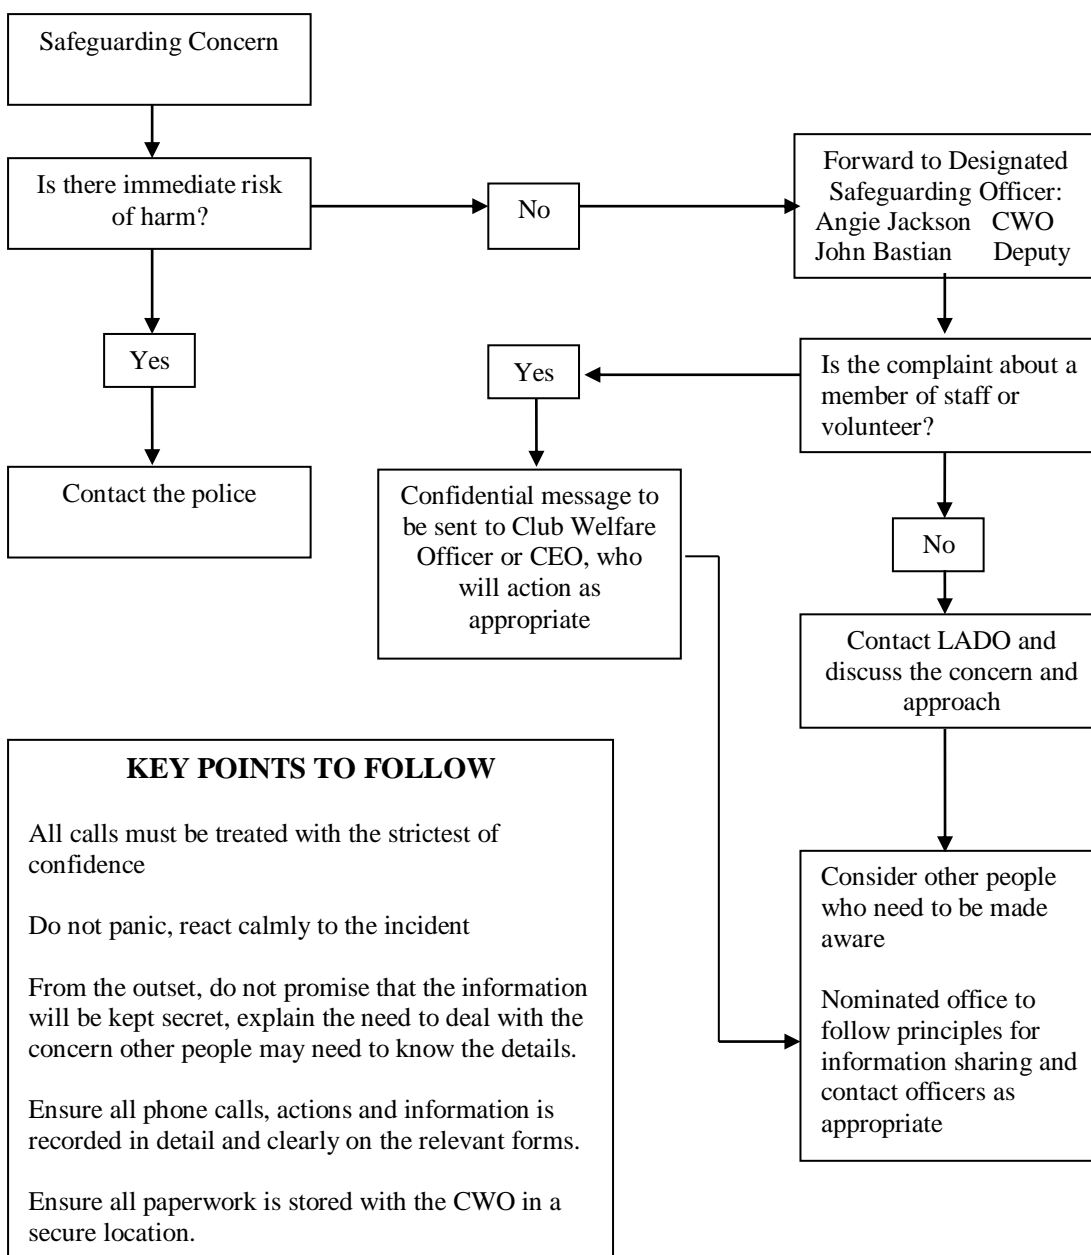 Safeguarding Concern
Is there immediate risk
of harm?
No
Forward to Designated
Safeguarding Officer:
Angie Jackson CWO
John Bastian Deputy
Yes
Contact the police
Is the complaint about a
member of staff or
volunteer?
Yes
Confidential message to
be sent to Club Welfare
Officer or CEO, who
will action as
appropriate
No
Contact LADO and
discuss the concern and
approach
Consider other people
who need to be made
aware
Nominated office to
follow principles for
information sharing and
contact officers as
appropriate
KEY POINTS TO FOLLOW
All calls must be treated with the strictest of
confidence
Do not panic, react calmly to the incident
From the outset, do not promise that the information
will be kept secret, explain the need to deal with the
concern other people may need to know the details.
Ensure all phone calls, actions and information is
recorded in detail and clearly on the relevant forms.
Ensure all paperwork is stored with the CWO in a
secure location.